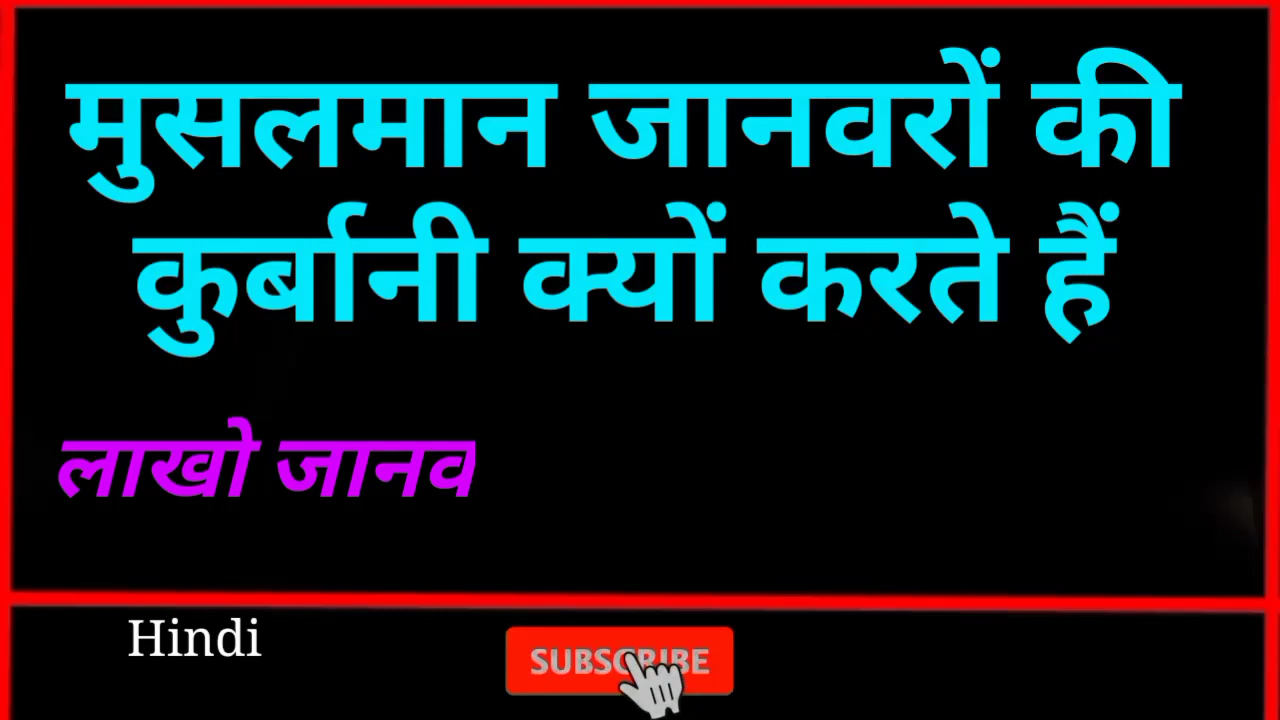 मुसलमान जानवरों की
कुर्बानी क्यों करते हैं
लाखो जानव
Hindi
SUBSCRIBE